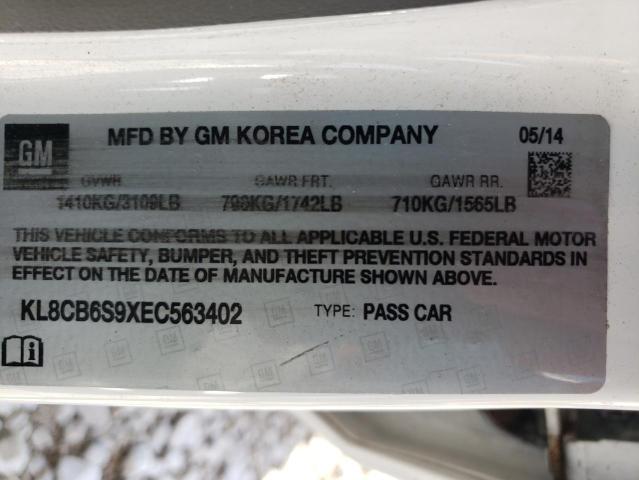 GM
MFD BY GM KOREA COMPANY 05/14
GVWR GAWR FRT. GAWR RR.
1410KG/3109LB 790KG/1742LB 710KG/1565LB
THIS VEHICLE CONFORMS TO ALL APPLICABLE U.S. FEDERAL MOTOR
VEHICLE SAFETY, BUMPER, AND THEFT PREVENTION STANDARDS IN
EFFECT ON THE DATE OF MANUFACTURE SHOWN ABOVE.
KL8CB6S9XEC563402 TYPE: PASS CAR